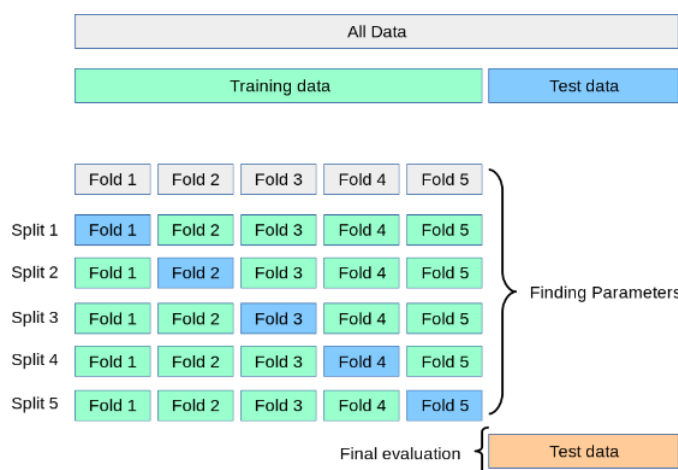 All Data
Training data Test data
Fold 1 Fold 2 Fold 3 Fold 4 Fold 5
Split 1 Fold 1 Fold 2 Fold 3 Fold 4 Fold 5
Split 2 Fold 1 Fold 2 Fold 3 Fold 4 Fold 5
Finding Parameters
Split 3 Fold 1 Fold 2 Fold 3 Fold 4 Fold 5
Split 4 Fold 1 Fold 2 Fold 3 Fold 4 Fold 5
Split 5 Fold 1 Fold 2 Fold 3 Fold 4 Fold 5
Final evaluation Test data